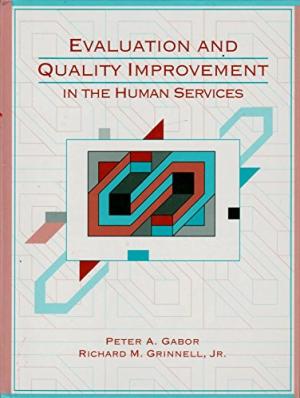 EVALUATION AND
QUALITY IMPROVEMENT
IN THE HUMAN SERVICES
PETER A. GABOR
RICHARD M. GRINNELL, JR.